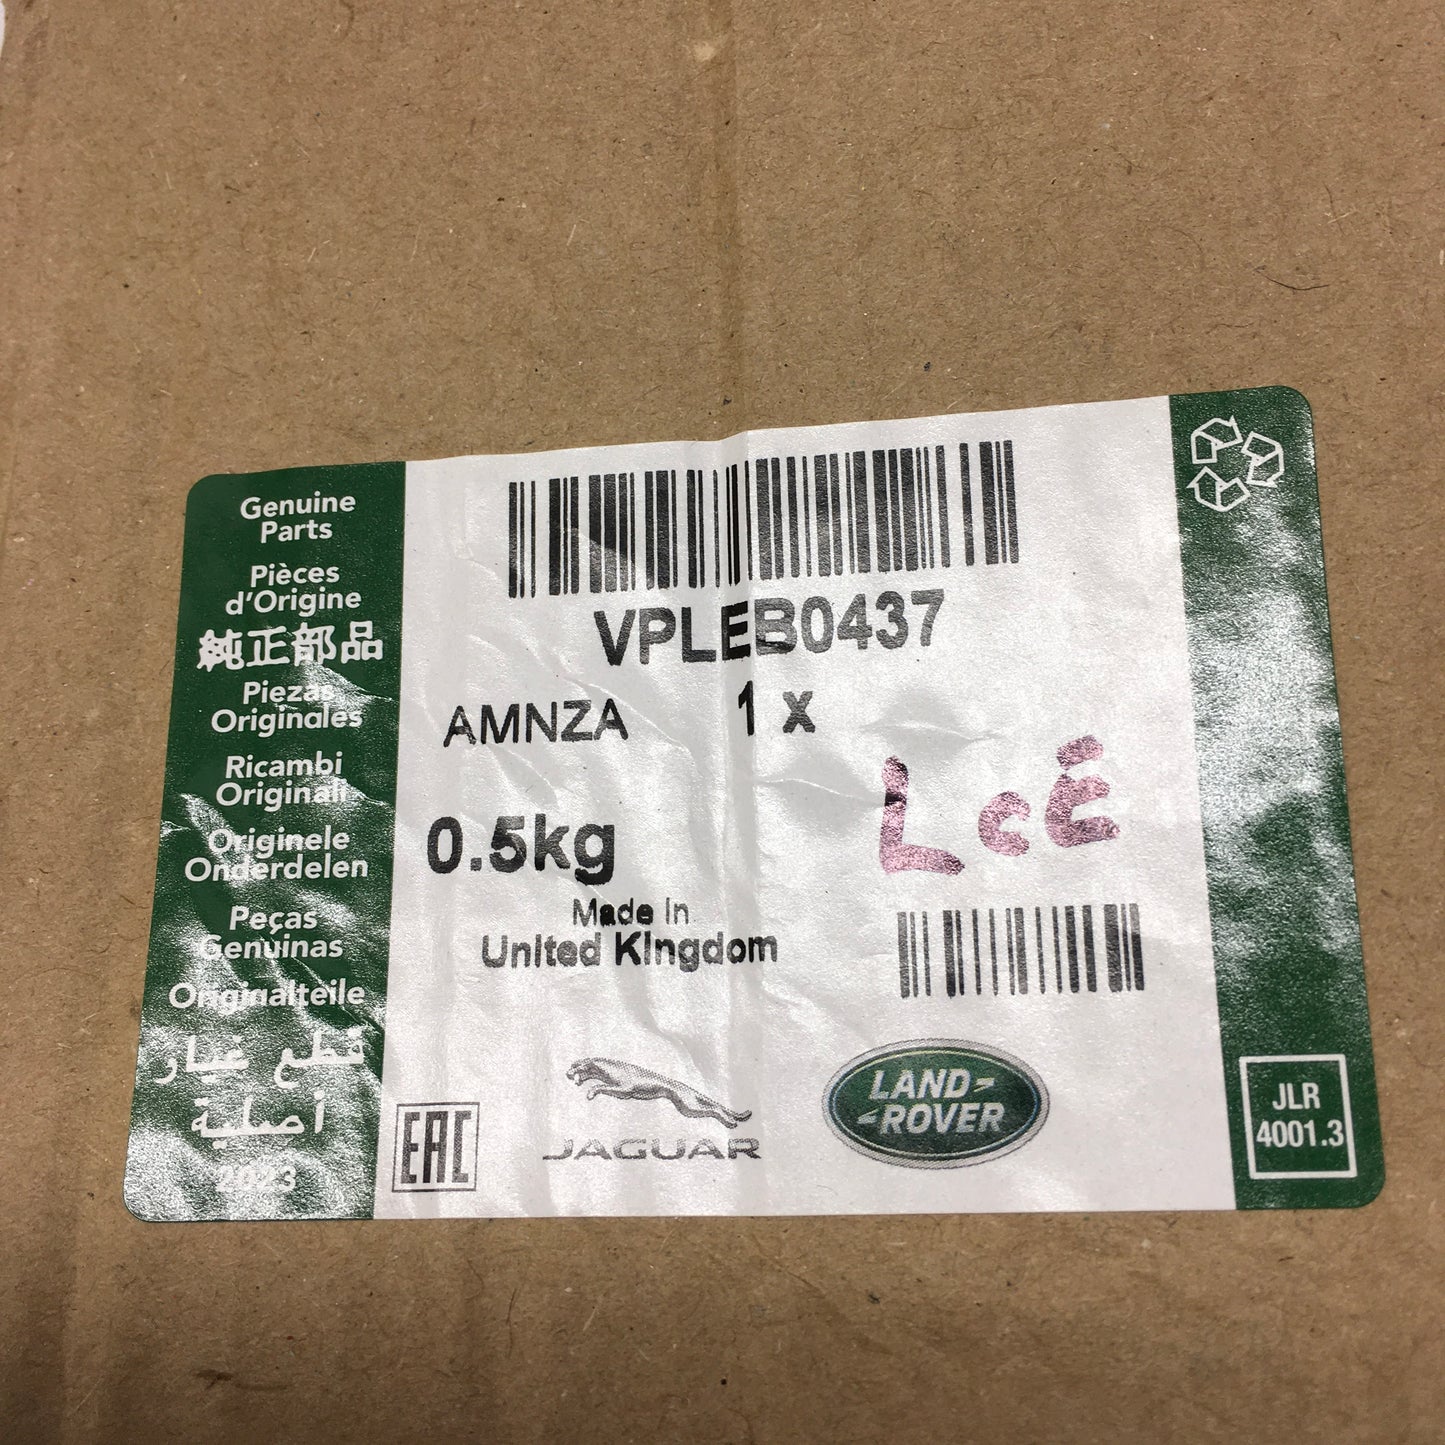 Genuine
Parts
Pièces
d'Origine
純正部品
Piezas
Originales
Ricambi
Originali
Originele
Onderdelen
Peças
Genuinas
Originalteile
قطع غيار
أصلية
2023
VPLEB0437
AMNZA 1 x
LCE
0.5kg
Made in
United Kingdom
EAC
JAGUAR
LAND-
-ROVER
JLR
4001.3